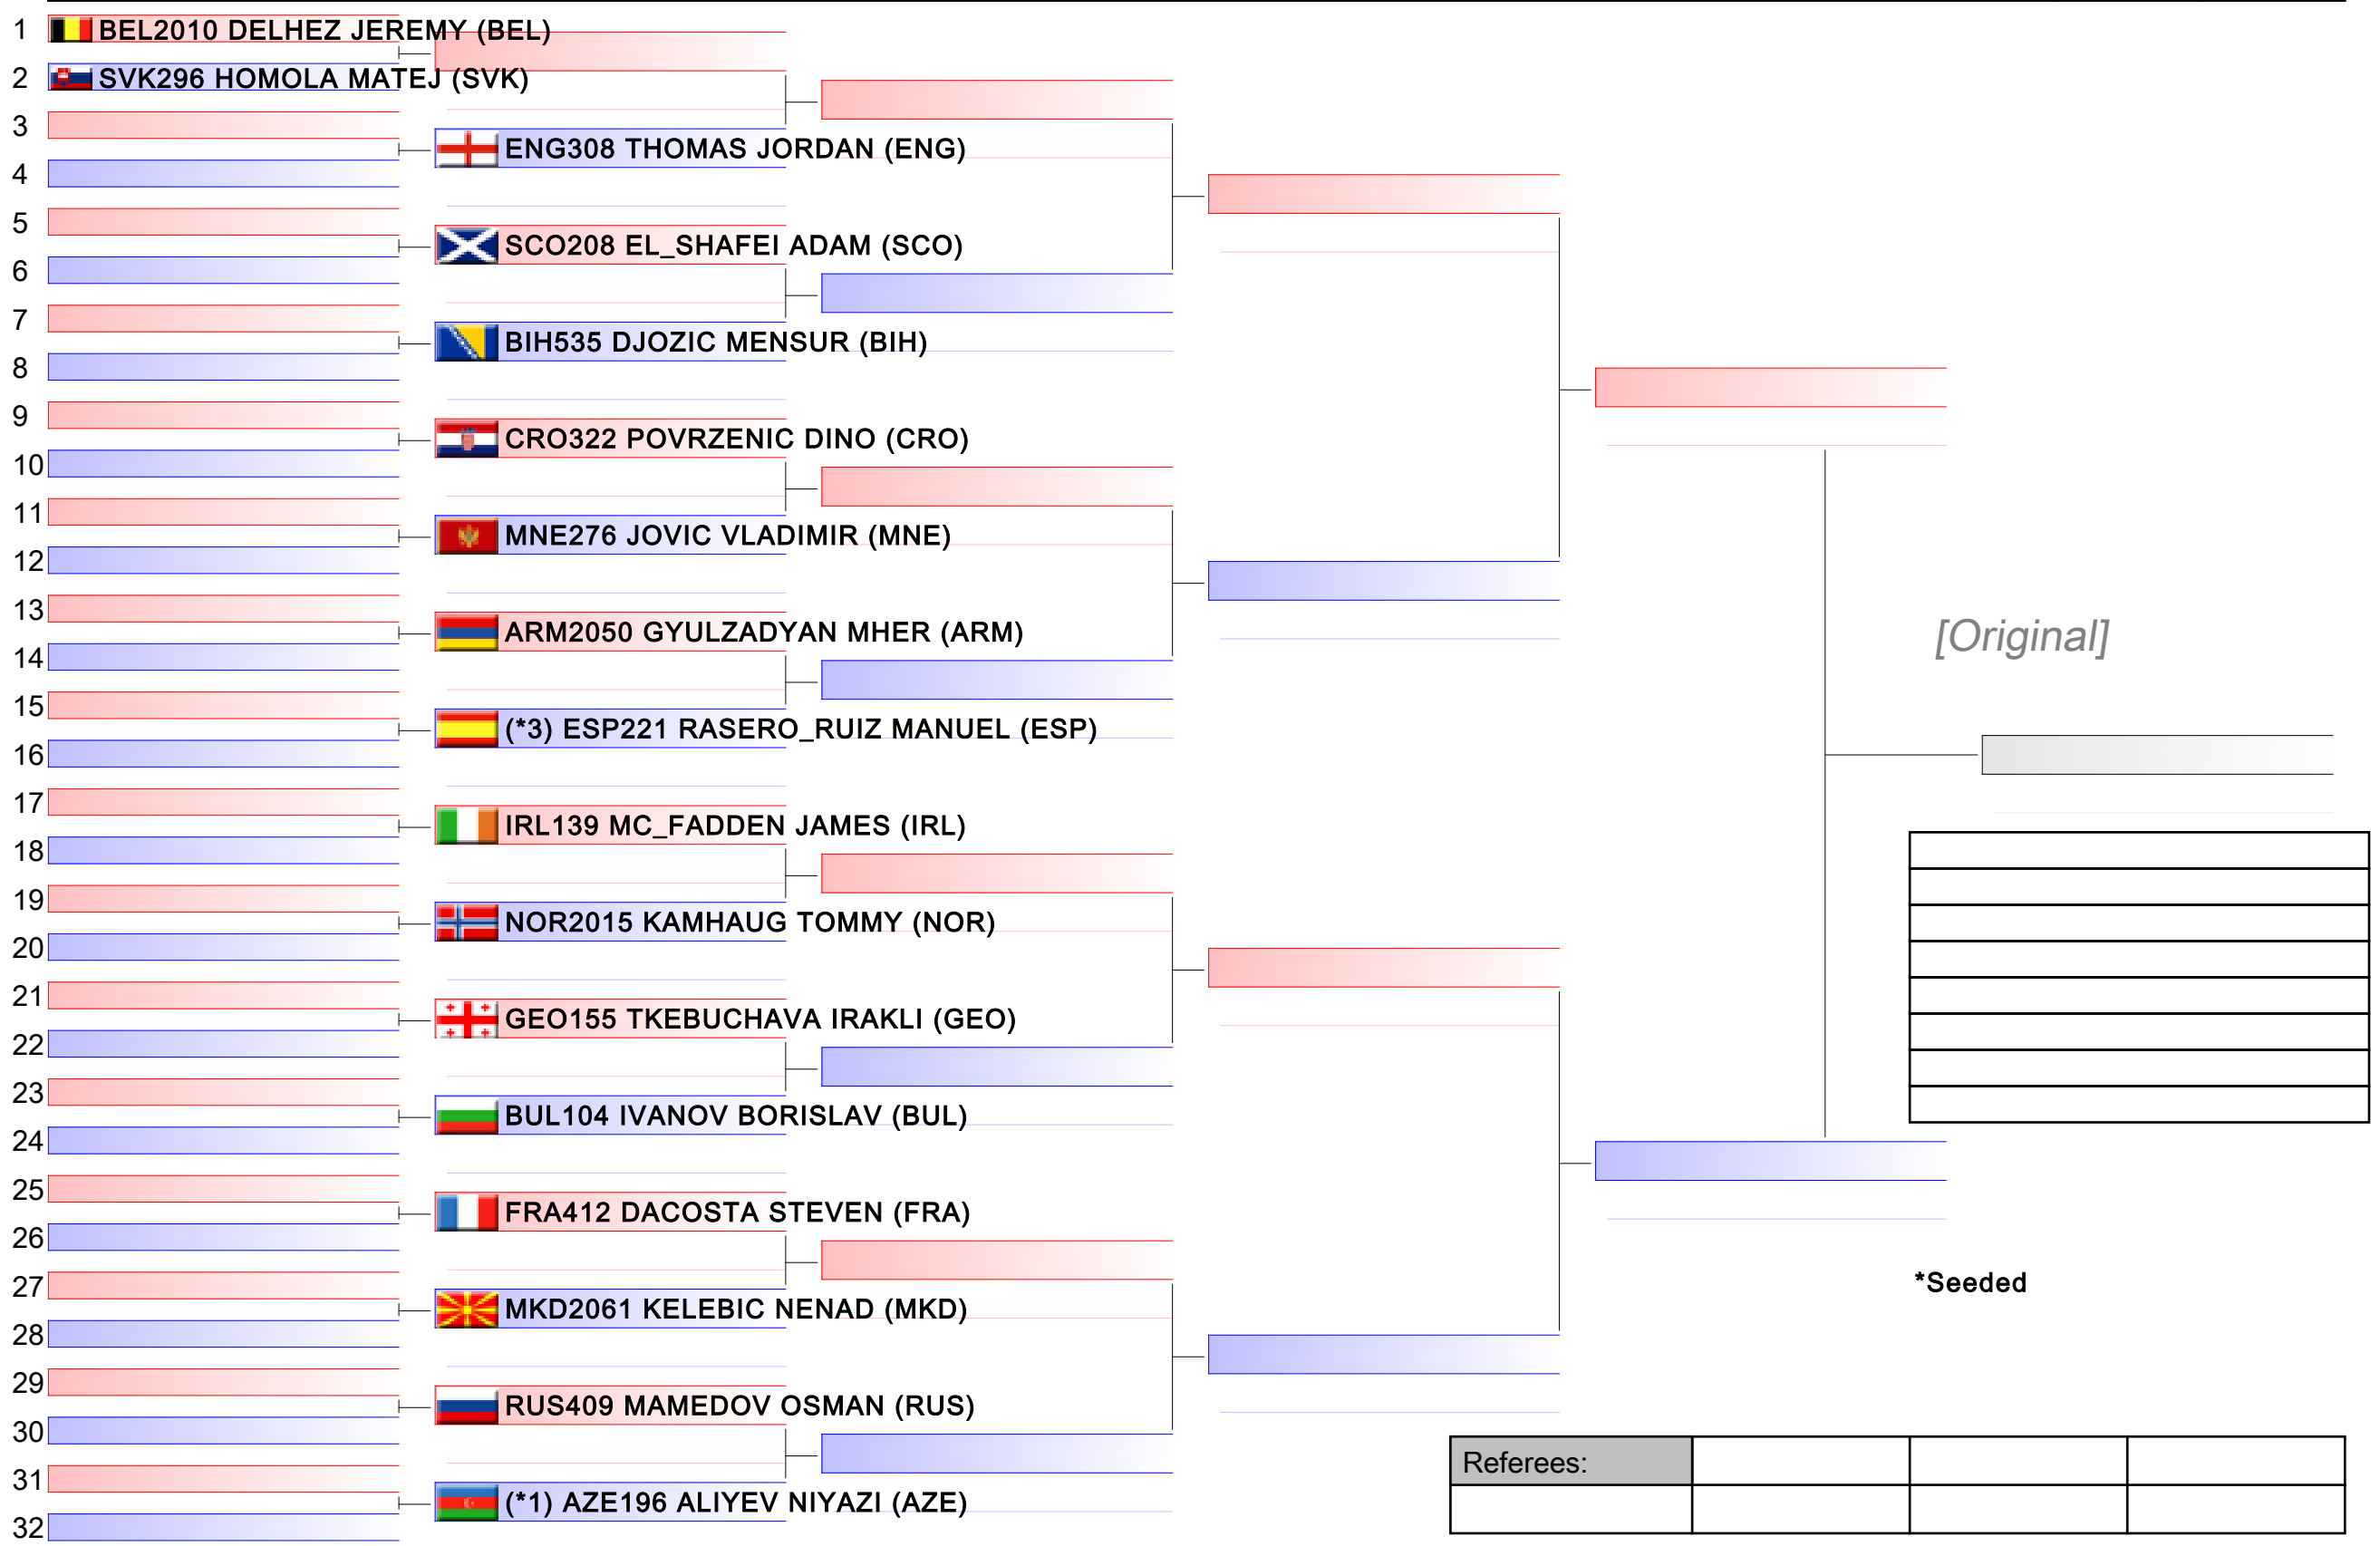 1 BEL2010 DELHEZ JEREMY (BEL)
2 SVK296 HOMOLA MATEJ (SVK)
3
ENG308 THOMAS JORDAN (ENG)
4
5
SCO208 EL_SHAFEI ADAM (SCO)
6
7
BIH535 DJOZIC MENSUR (BIH)
8
9
CRO322 POVRZENIC DINO (CRO)
10
11
MNE276 JOVIC VLADIMIR (MNE)
12
13
ARM2050 GYULZADYAN MHER (ARM)
[Original]
14
15
(*3) ESP221 RASERO_RUIZ MANUEL (ESP)
16
17
IRL139 MC_FADDEN JAMES (IRL)
18
19
NOR2015 KAMHAUG TOMMY (NOR)
20
21
GEO155 TKEBUCHAVA IRAKLI (GEO)
22
23
BUL104 IVANOV BORISLAV (BUL)
24
25
FRA412 DACOSTA STEVEN (FRA)
26
*Seeded
27
MKD2061 KELEBIC NENAD (MKD)
28
29
RUS409 MAMEDOV OSMAN (RUS)
30
Referees:
31
(*1) AZE196 ALIYEV NIYAZI (AZE)
32